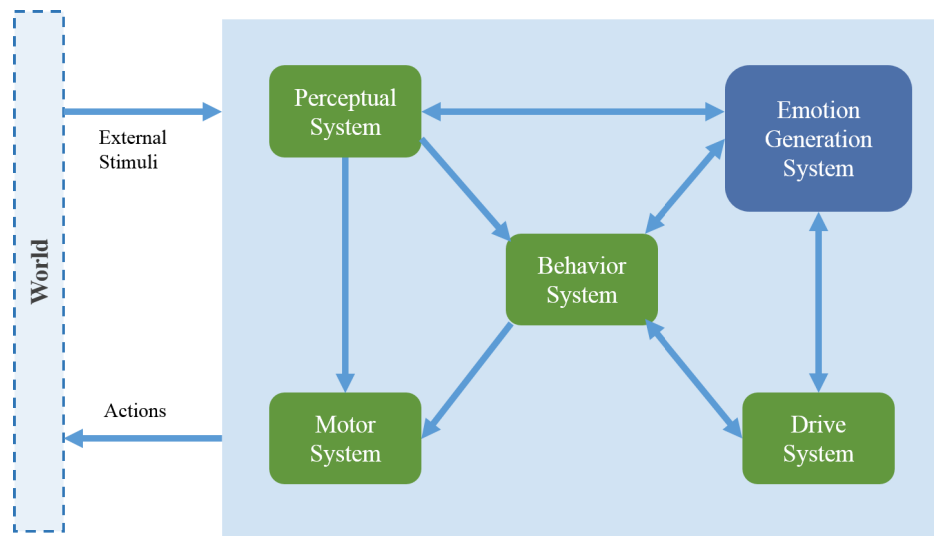 World
External
Stimuli
Actions
Perceptual
System
Emotion
Generation
System
Behavior
System
Motor
System
Drive
System